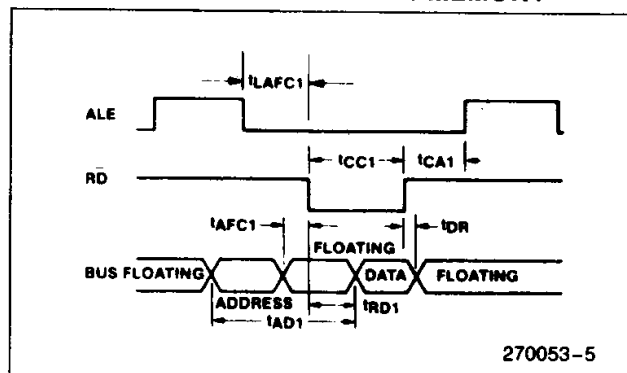 tLAFC1
ALE
tCC1
tCA1
RD
tAFC1
tDR
FLOATING
BUS FLOATING
DATA
FLOATING
ADDRESS
tRD1
tAD1
270053-5